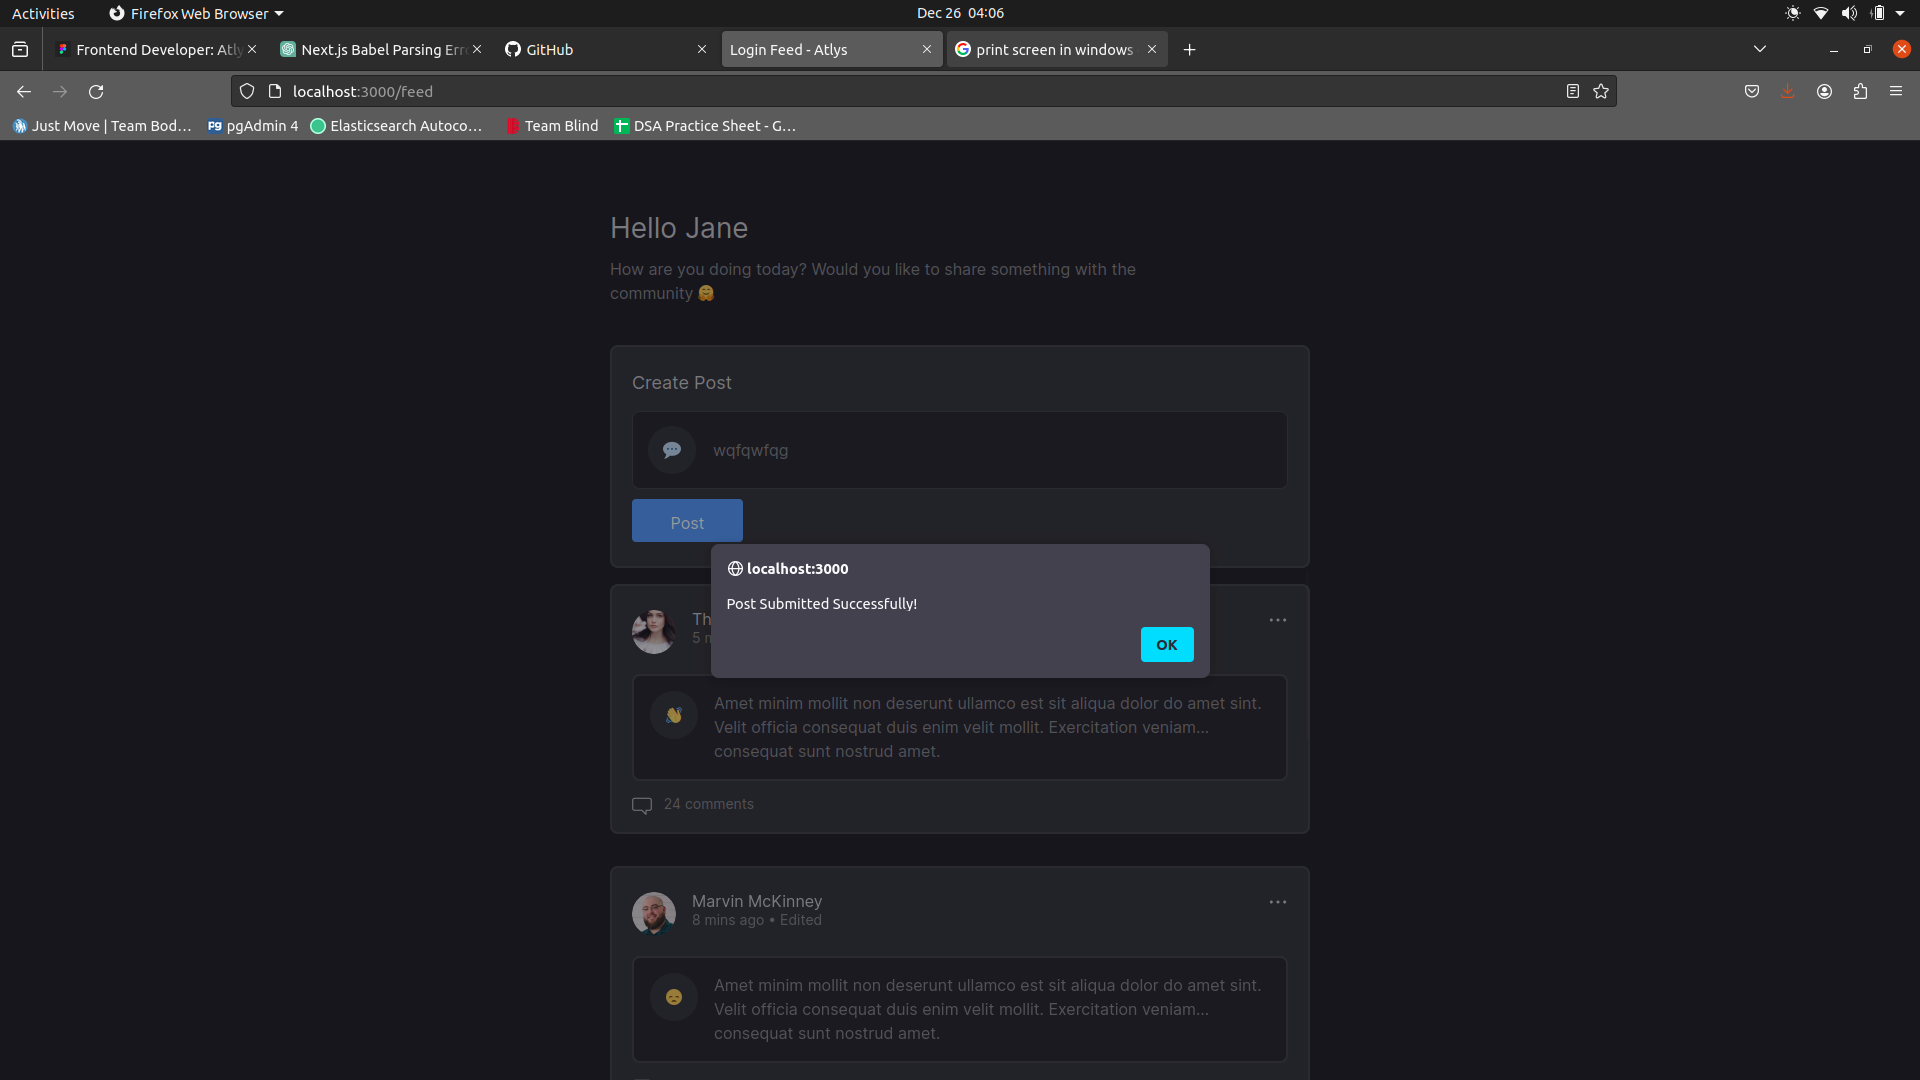 Activities
Firefox Web Browser
Dec 26 04:06
Frontend Developer: Atly
Next.js Babel Parsing Erro
GitHub
Login Feed - Atlys
print screen in windows
localhost:3000/feed
Just Move | Team Bod...
pgAdmin 4
Elasticsearch Autoco...
Team Blind
DSA Practice Sheet - G...
Hello Jane
How are you doing today? Would you like to share something with the
community 🤗
Create Post
💬 wqfqwfqg
Post
localhost:3000
Post Submitted Successfully!
OK
Th
5 m
👋 Amet minim mollit non deserunt ullamco est sit aliqua dolor do amet sint.
Velit officia consequat duis enim velit mollit. Exercitation veniam...
consequat sunt nostrud amet.
24 comments
Marvin McKinney
8 mins ago • Edited
😞 Amet minim mollit non deserunt ullamco est sit aliqua dolor do amet sint.
Velit officia consequat duis enim velit mollit. Exercitation veniam...
consequat sunt nostrud amet.